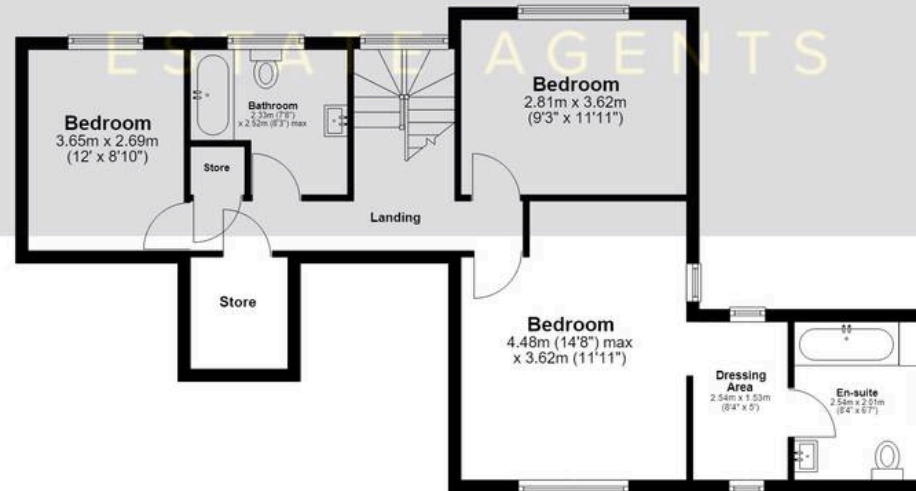 ESTATE AGENTS
Bedroom
3.65m x 2.69m
(12' x 8'10")
Bathroom
2.33m (7'8")
x 2.52m (8'3") max
Bedroom
2.81m x 3.62m
(9'3" x 11'11")
Store
Landing
Store
Bedroom
4.48m (14'8") max
x 3.62m (11'11")
Dressing
Area
2.54m x 1.53m
(8'4" x 5')
En-suite
2.54m x 2.01m
(8'4" x 6'7")